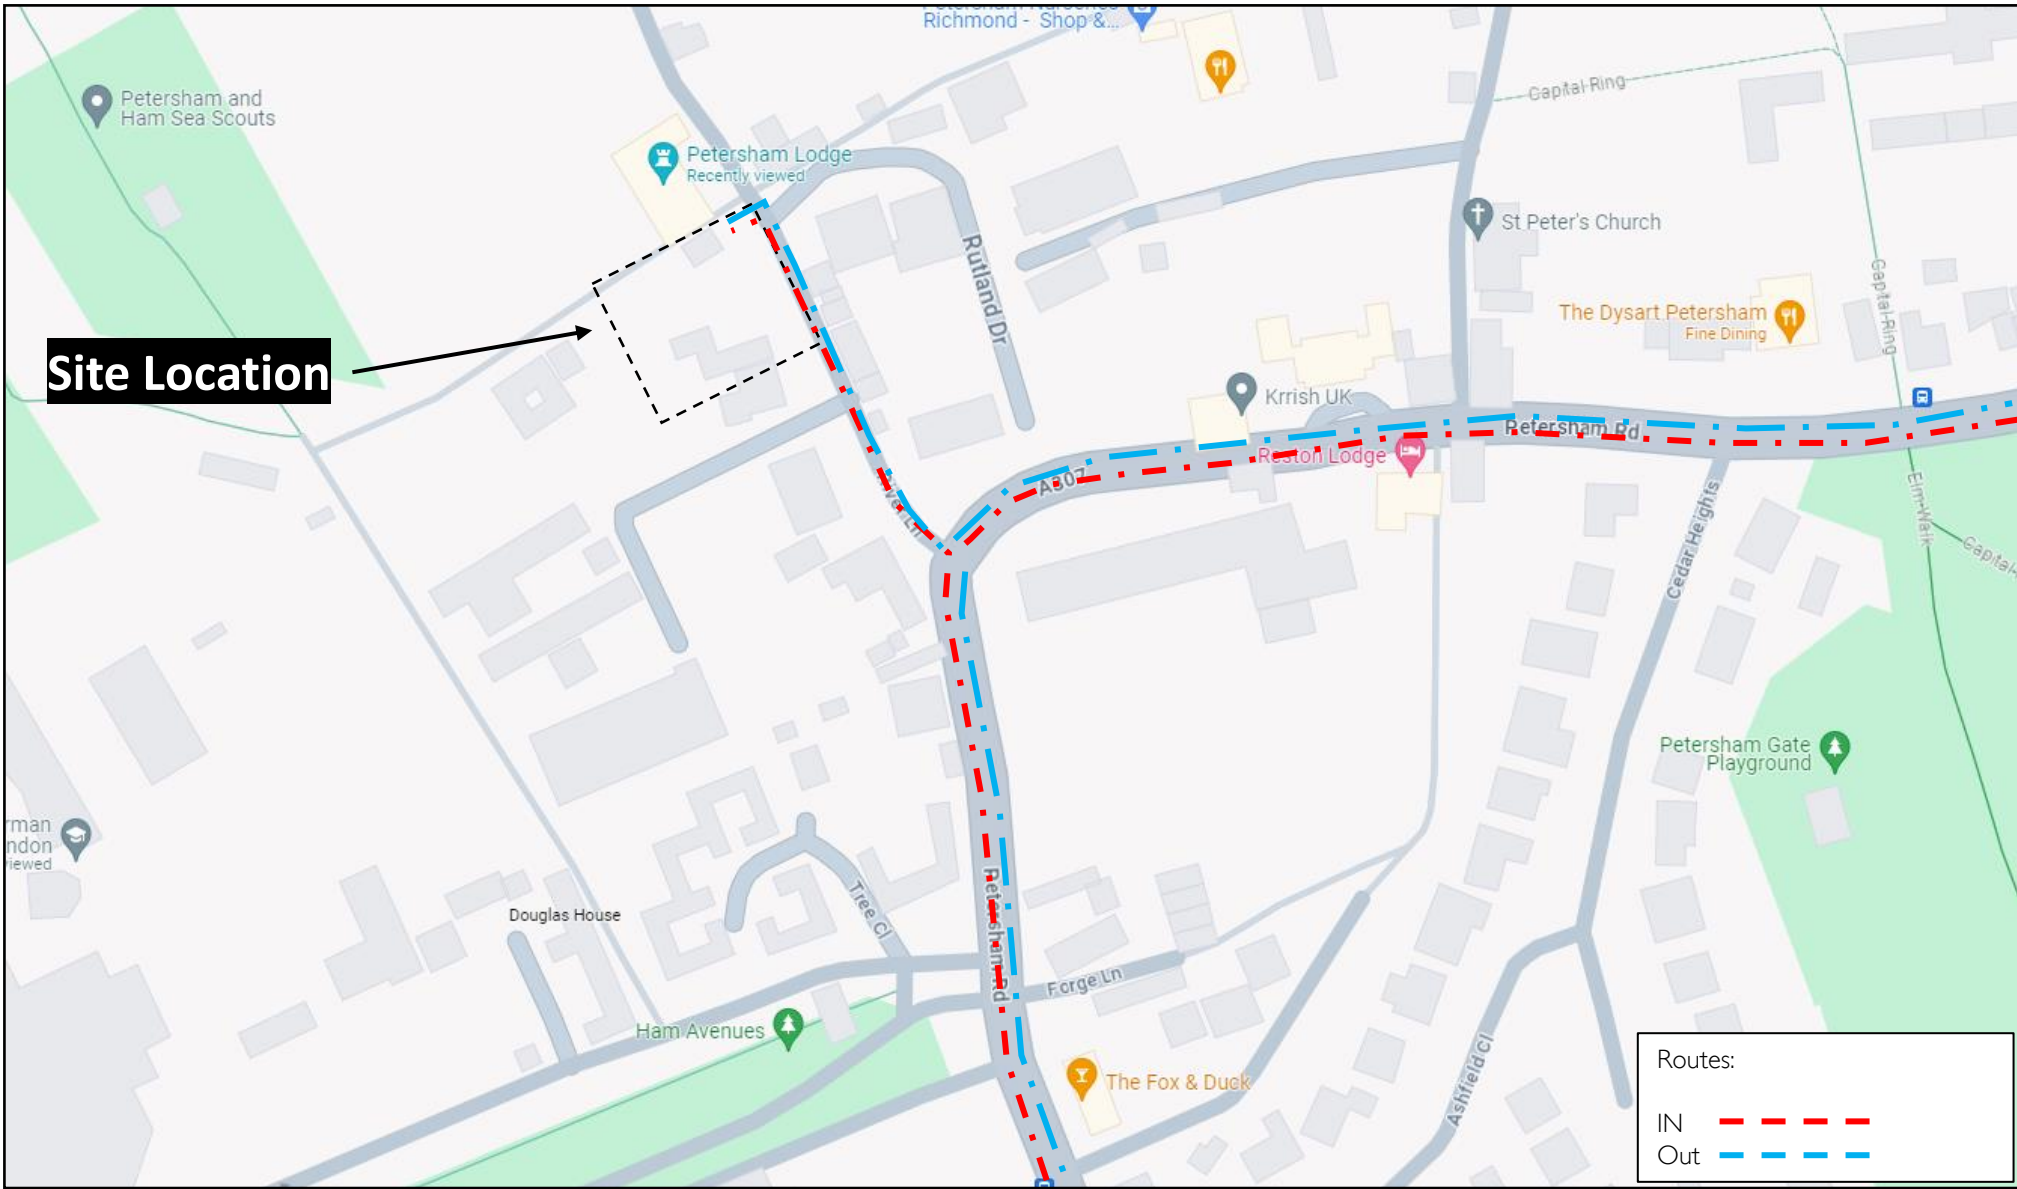 Richmond - Shop &...
Petersham and
Ham Sea Scouts
Capital Ring
Petersham Lodge
Recently viewed
St Peter's Church
Rutland Dr
Capital Ring
The Dysart Petersham
Fine Dining
Site Location
Krrish UK
Petersham Rd
Reston Lodge
A307
Elm Walk
Cedar Heights
Capital
Petersham Gate
Playground
rman
ndon
viewed
Tree Cl
Petersham Rd
Douglas House
Forge Ln
Ham Avenues
Ashfield Cl
The Fox & Duck
Routes:
IN
Out